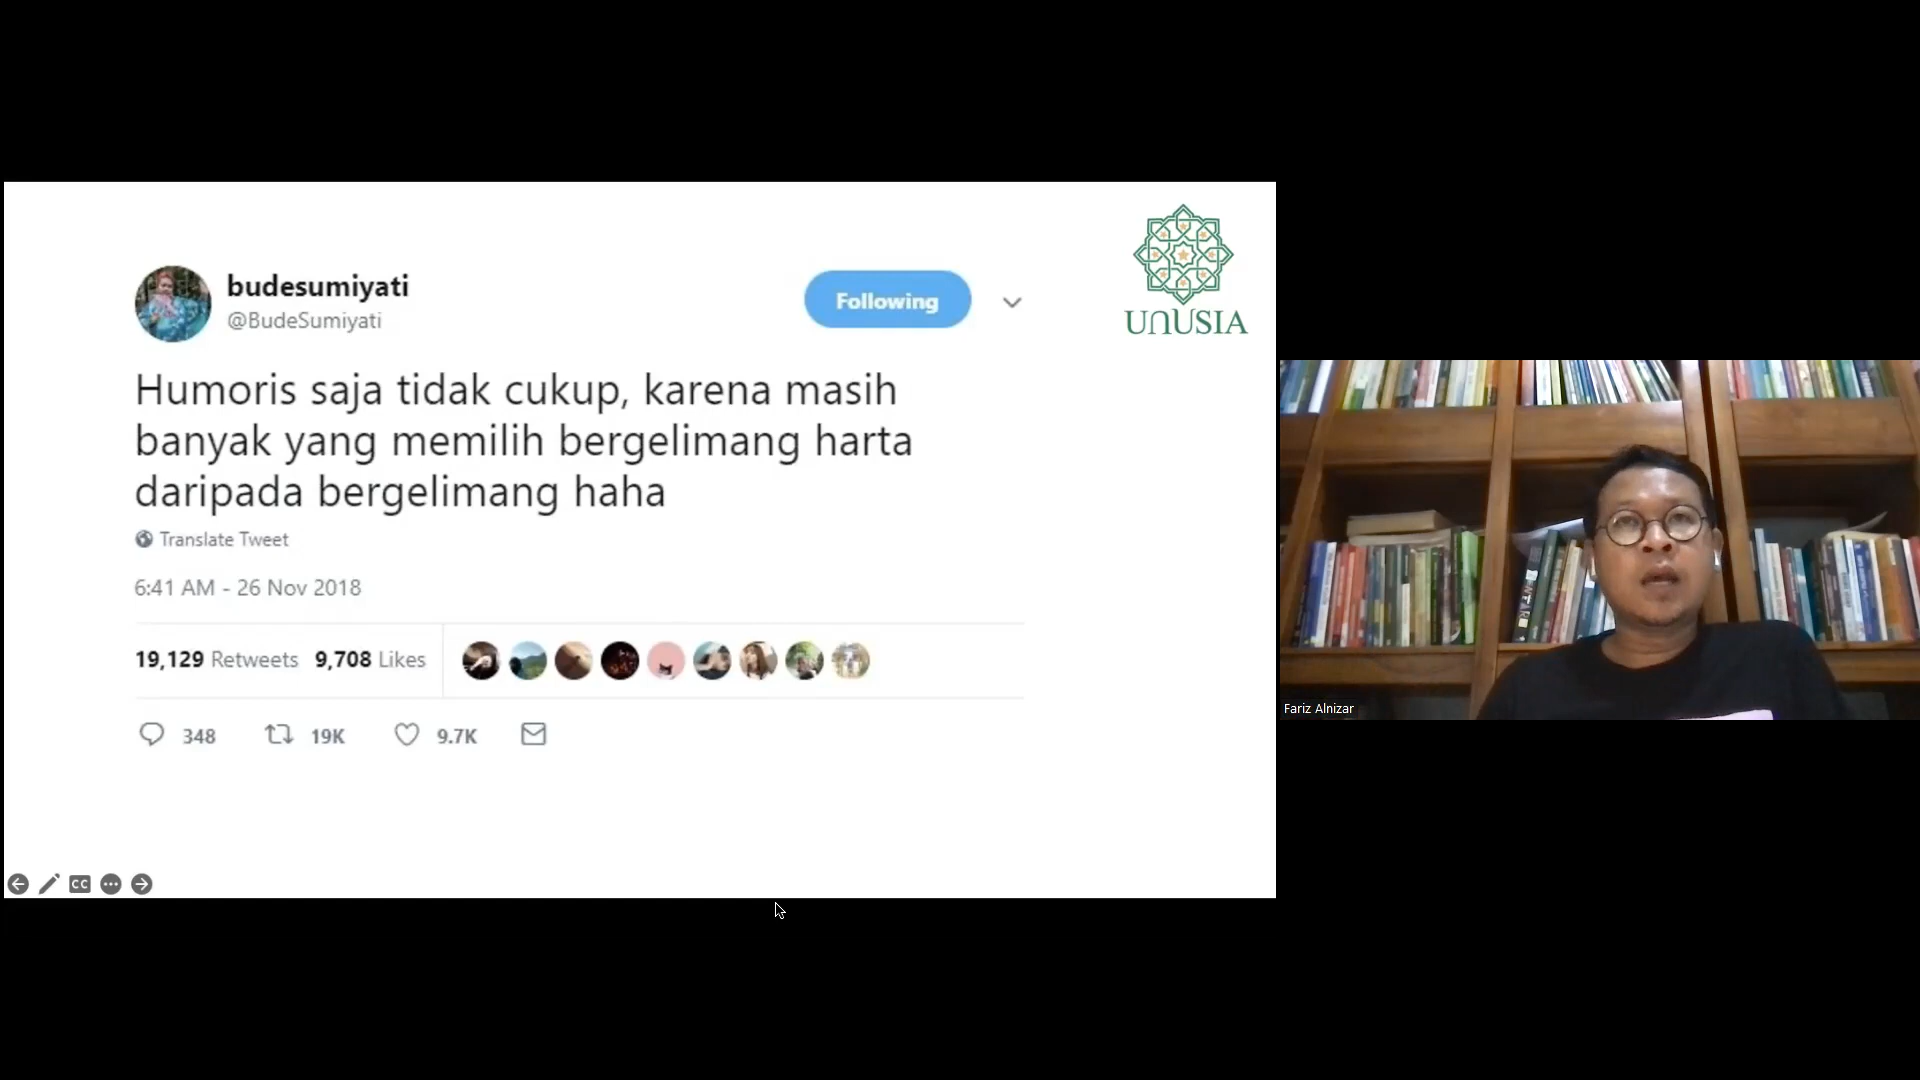 budesumiyati
@BudeSumiyati
Following
UNUSIA
Humoris saja tidak cukup, karena masih
banyak yang memilih bergelimang harta
daripada bergelimang haha
Translate Tweet
6:41 AM - 26 Nov 2018
19,129 Retweets 9,708 Likes
348 19K 9.7K
CC
Fariz Alnizar